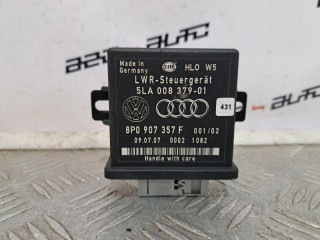 Made in
Germany
HLO W5
LWR-Steuergerät
5LA 008 379-01
431
8P0 907 357 F 001/02
09.07.07 0002 1082
Handle with care